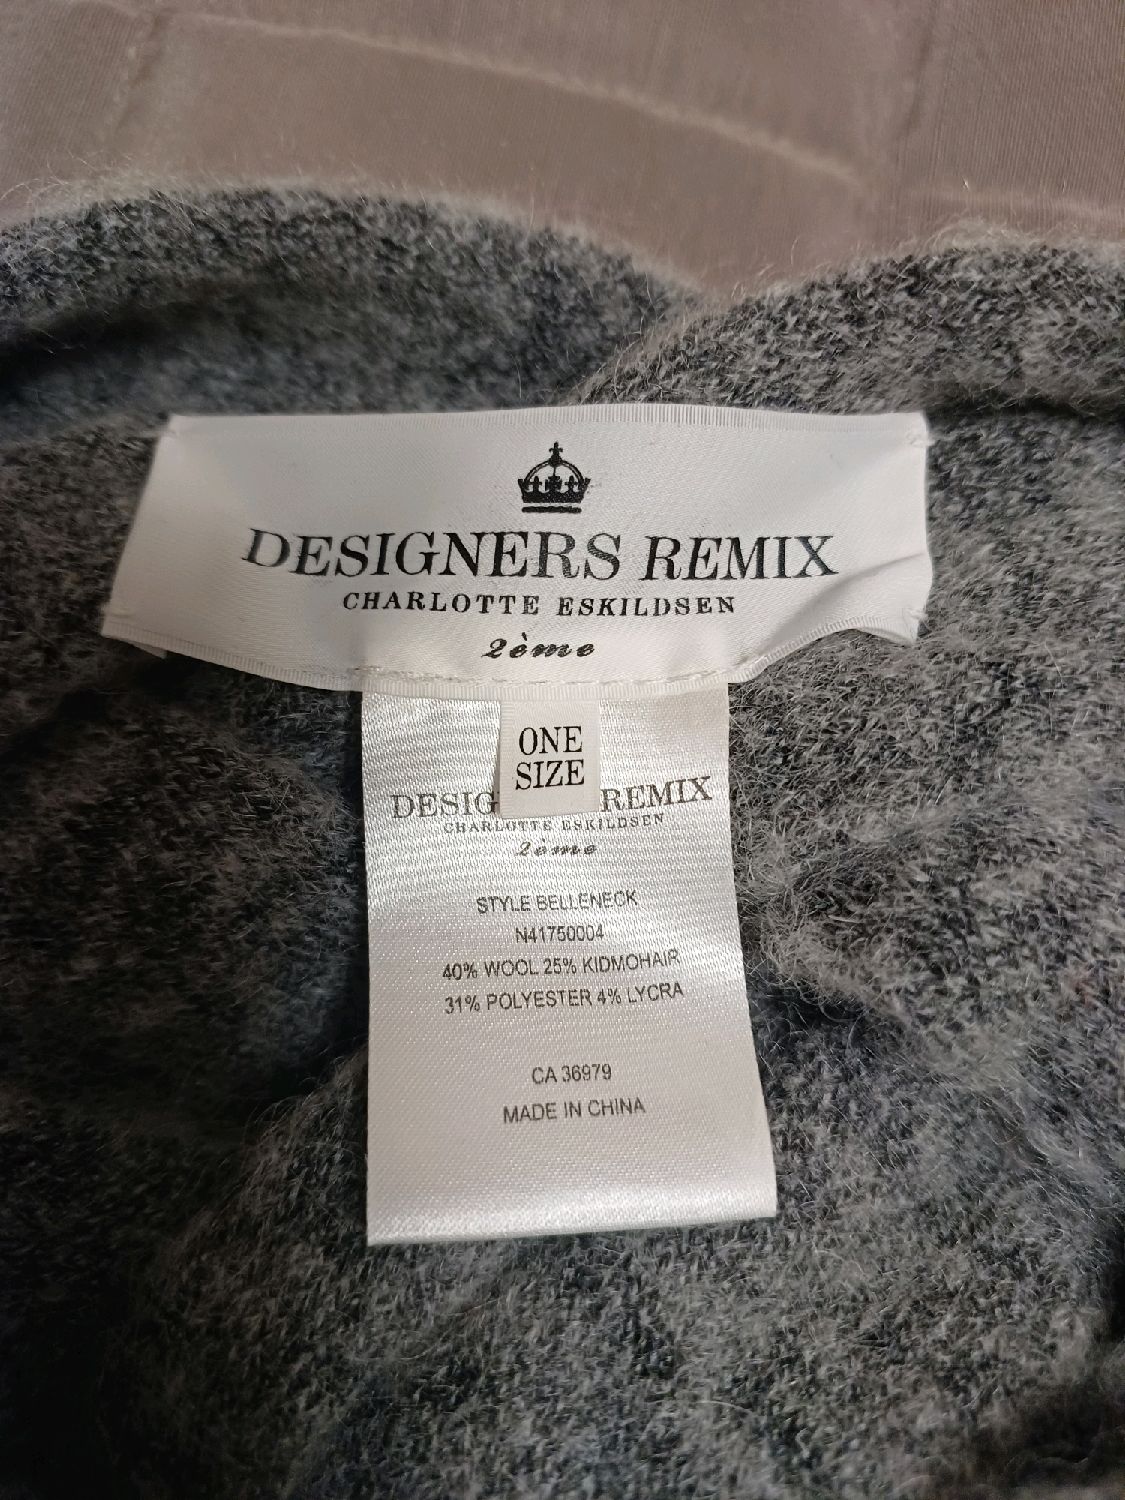 DESIGNERS REMIX
CHARLOTTE ESKILDSEN
2ème
ONE
SIZE
DESIG REMIX
CHARLOTTE ESKILDSEN
2ème
STYLE BELLENECK
N41750004
40% WOOL 25% KIDMOHAIR
31% POLYESTER 4% LYCRA
CA 36979
MADE IN CHINA